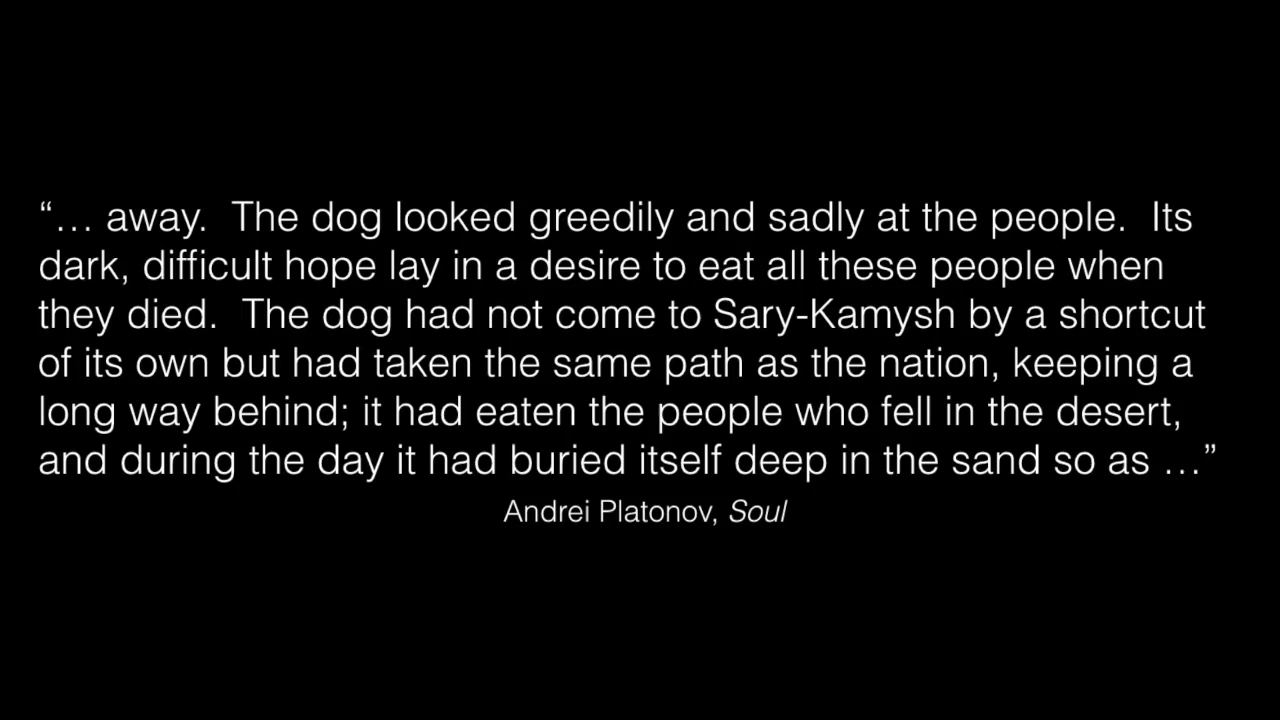 “… away.  The dog looked greedily and sadly at the people.  Its
dark, difficult hope lay in a desire to eat all these people when
they died.  The dog had not come to Sary-Kamysh by a shortcut
of its own but had taken the same path as the nation, keeping a
long way behind; it had eaten the people who fell in the desert,
and during the day it had buried itself deep in the sand so as …”
Andrei Platonov, Soul